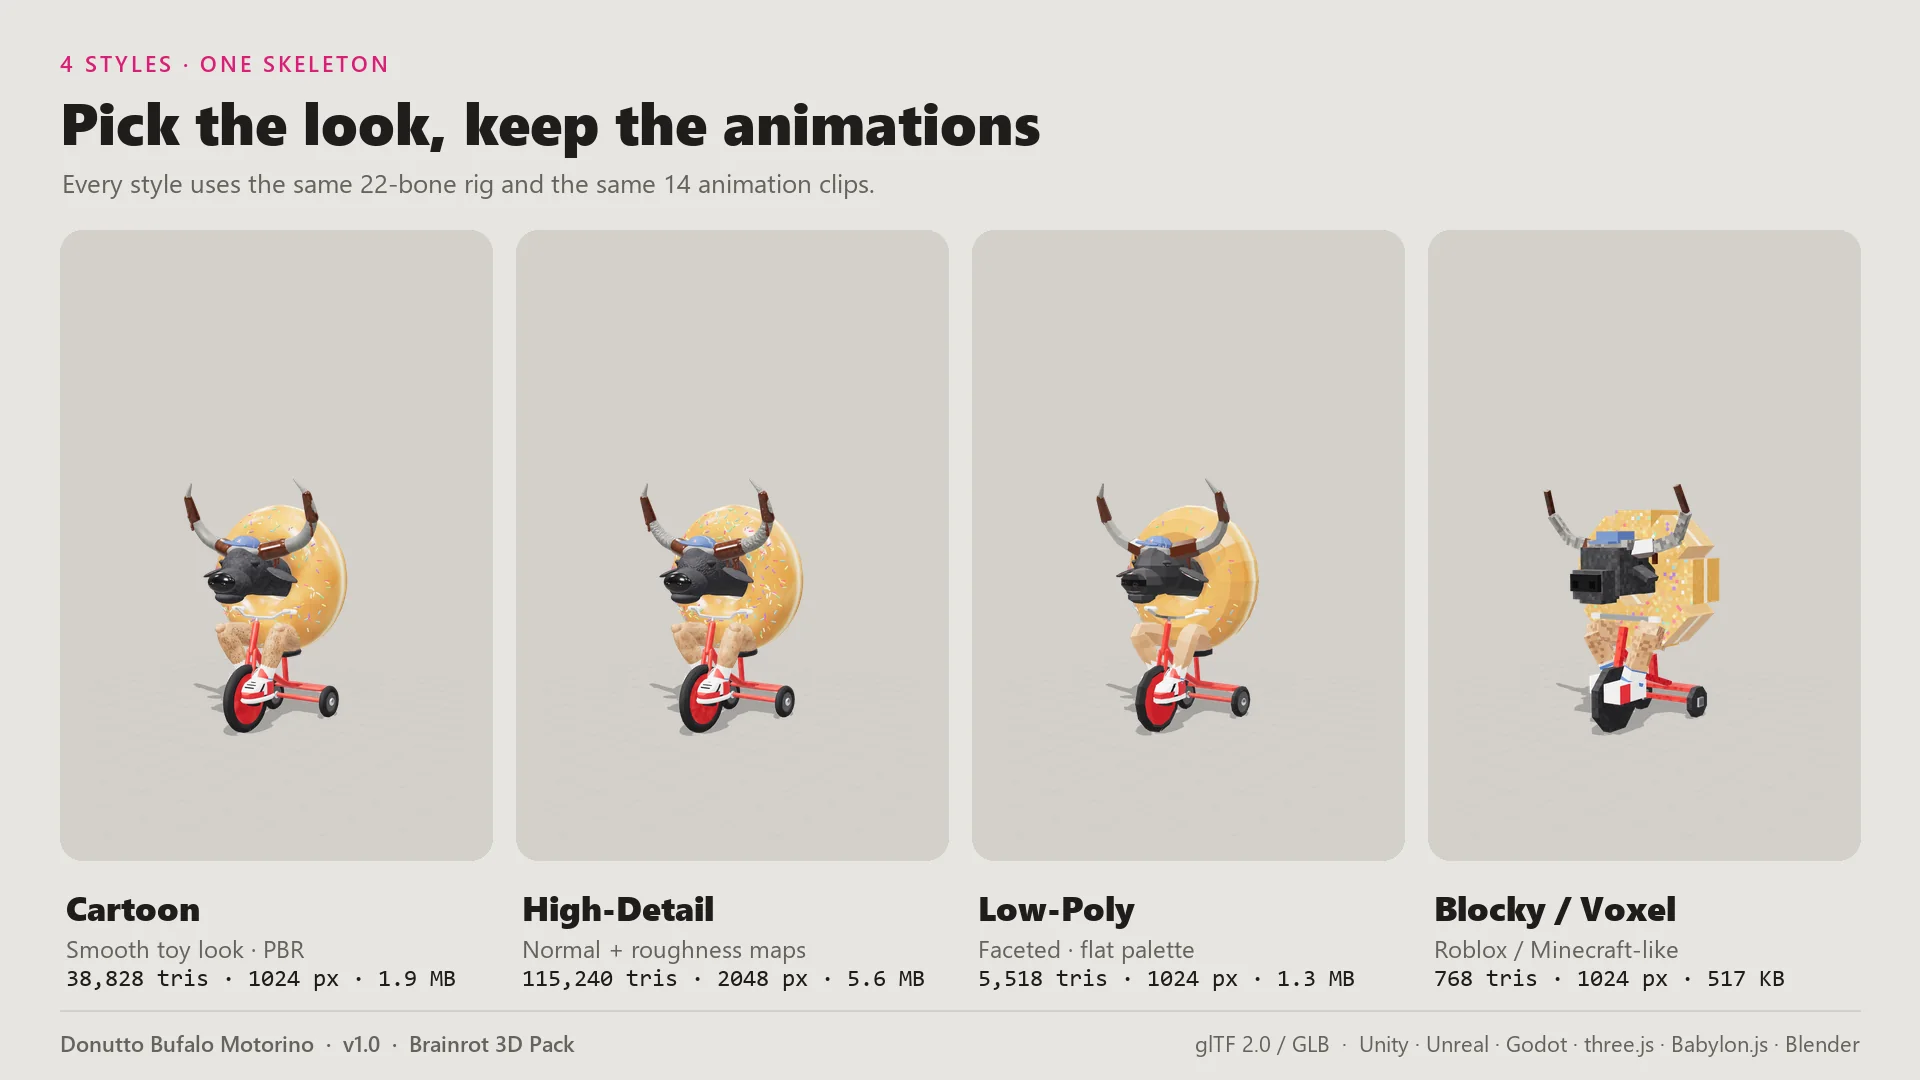 4 STYLES · ONE SKELETON
Pick the look, keep the animations
Every style uses the same 22-bone rig and the same 14 animation clips.
Cartoon
Smooth toy look · PBR
38,828 tris · 1024 px · 1.9 MB
High-Detail
Normal + roughness maps
115,240 tris · 2048 px · 5.6 MB
Low-Poly
Faceted · flat palette
5,518 tris · 1024 px · 1.3 MB
Blocky / Voxel
Roblox / Minecraft-like
768 tris · 1024 px · 517 KB
Donutto Bufalo Motorino · v1.0 · Brainrot 3D Pack
glTF 2.0 / GLB · Unity · Unreal · Godot · three.js · Babylon.js · Blender